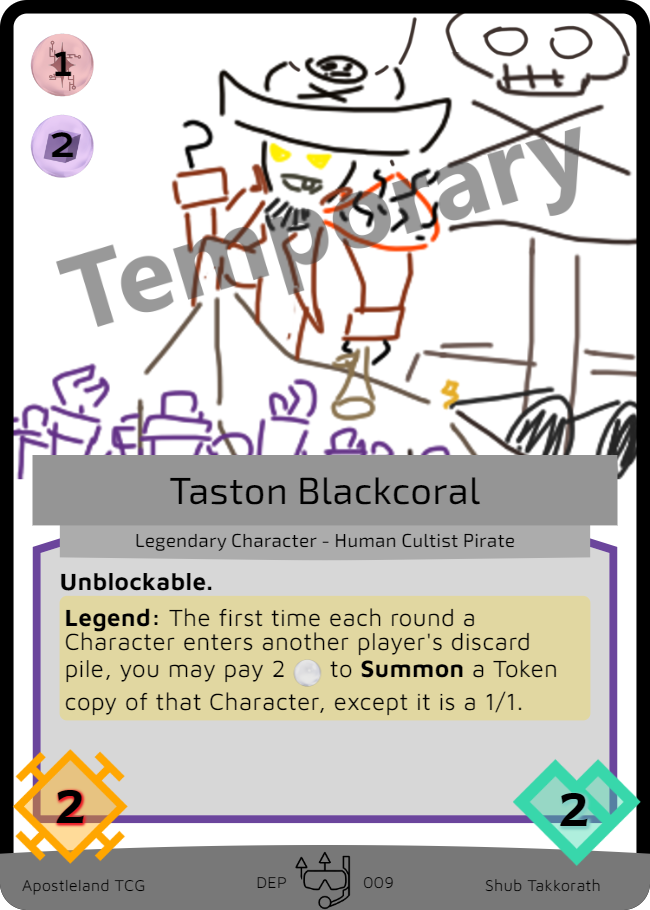 1
2
Temporary
Taston Blackcoral
Legendary Character - Human Cultist Pirate
Unblockable.
Legend: The first time each round a
Character enters another player's discard
pile, you may pay 2 to Summon a Token
copy of that Character, except it is a 1/1.
2
2
Apostleland TCG
DEP 009
Shub Takkorath